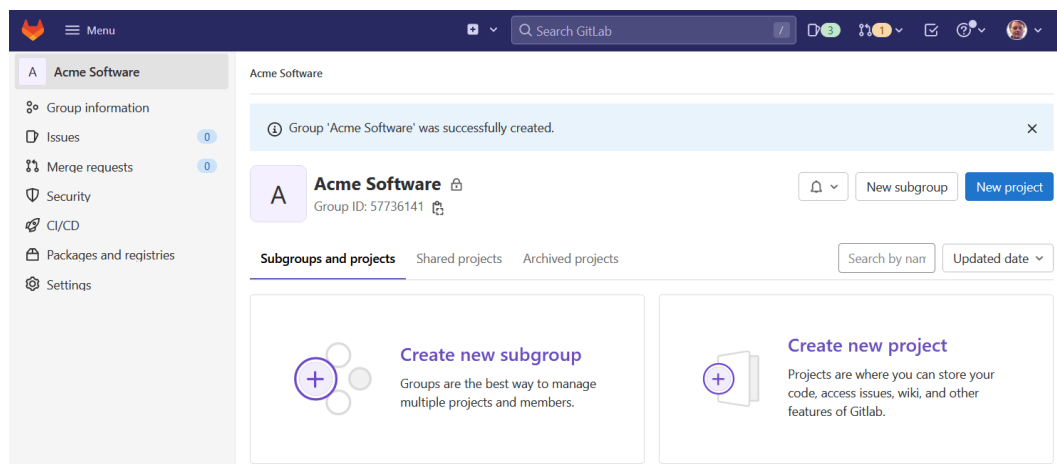 Menu
Search GitLab
/
3
1
A Acme Software
Group information
Issues 0
Merge requests 0
Security
CI/CD
Packages and registries
Settings
Acme Software
Group 'Acme Software' was successfully created.
A
Acme Software
Group ID: 57736141
New subgroup
New project
Subgroups and projects
Shared projects
Archived projects
Search by nam
Updated date
Create new subgroup
Groups are the best way to manage
multiple projects and members.
Create new project
Projects are where you can store your
code, access issues, wiki, and other
features of Gitlab.